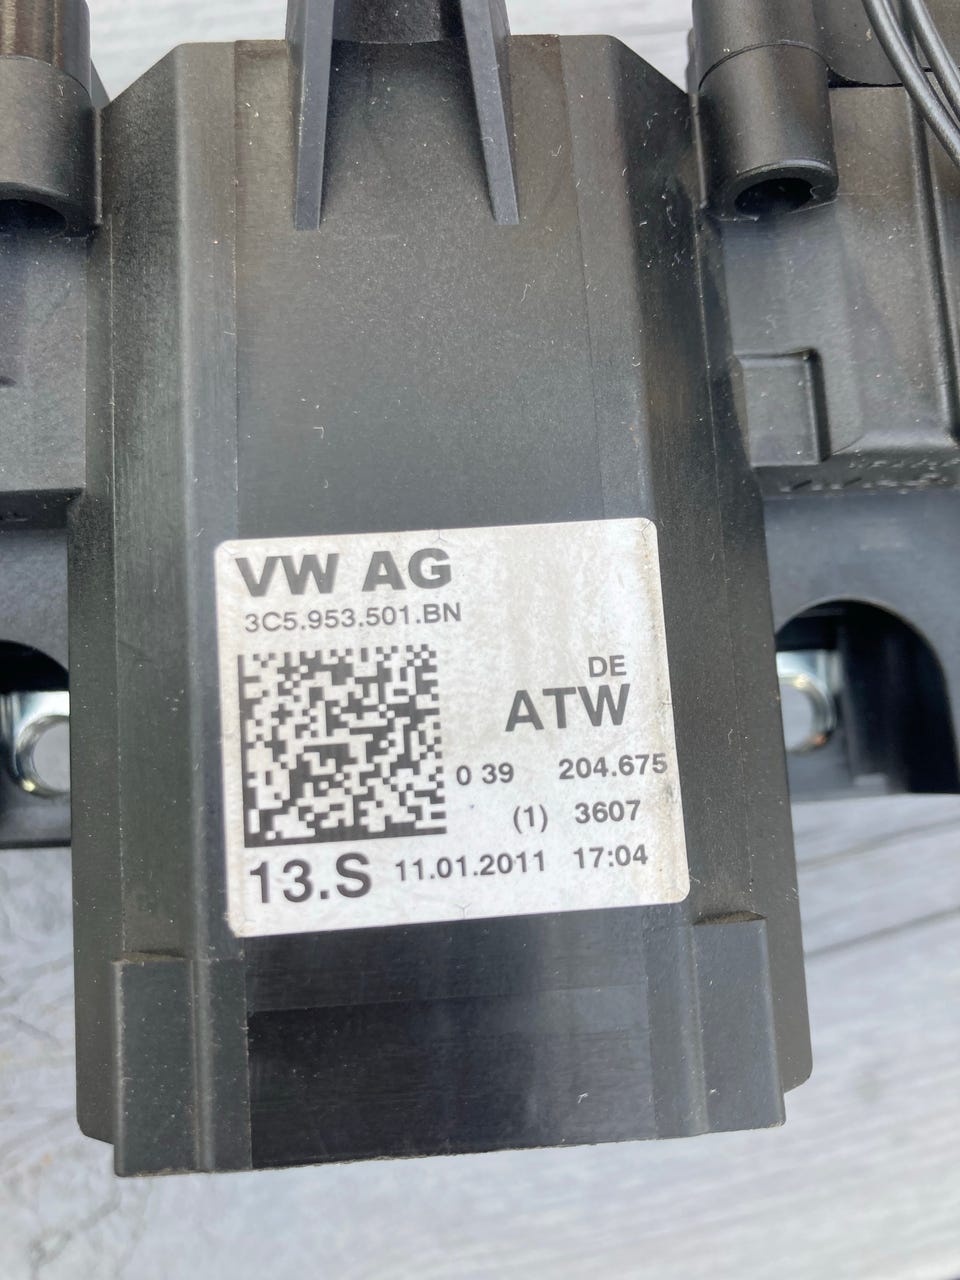 VW AG
3C5.953.501.BN
DE
ATW
0 39 204.675
(1) 3607
13.S 11.01.2011 17:04